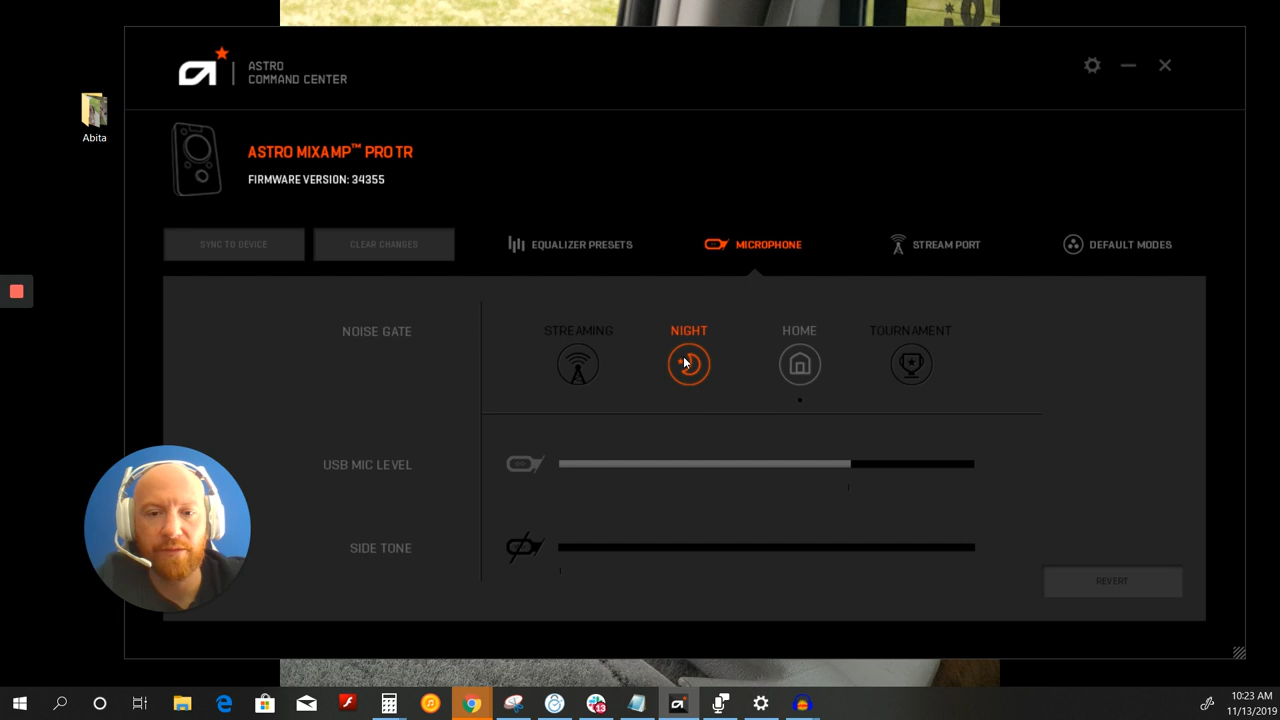 ASTRO
COMMAND CENTER
Abita
ASTRO MIXAMP™ PRO TR
FIRMWARE VERSION: 34355
SYNC TO DEVICE
CLEAR CHANGES
EQUALIZER PRESETS
MICROPHONE
STREAM PORT
DEFAULT MODES
NOISE GATE
STREAMING
NIGHT
HOME
TOURNAMENT
USB MIC LEVEL
SIDE TONE
REVERT
13
10:23 AM
11/13/2019